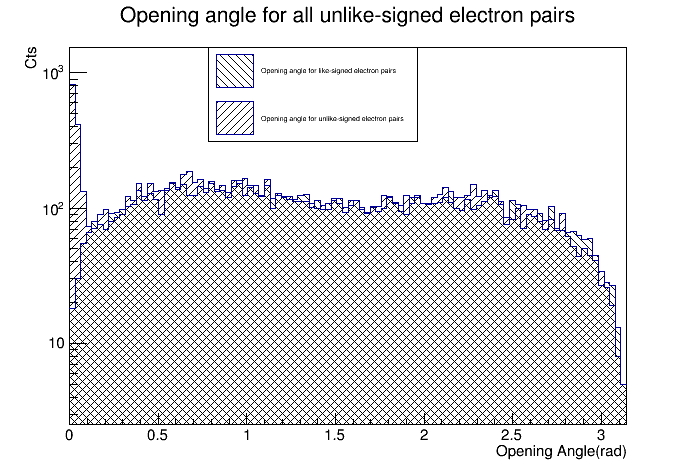 Opening angle for all unlike-signed electron pairs
Cts
Opening angle for like-signed electron pairs
Opening angle for unlike-signed electron pairs
10³
10²
10
0 0.5 1 1.5 2 2.5 3
Opening Angle(rad)